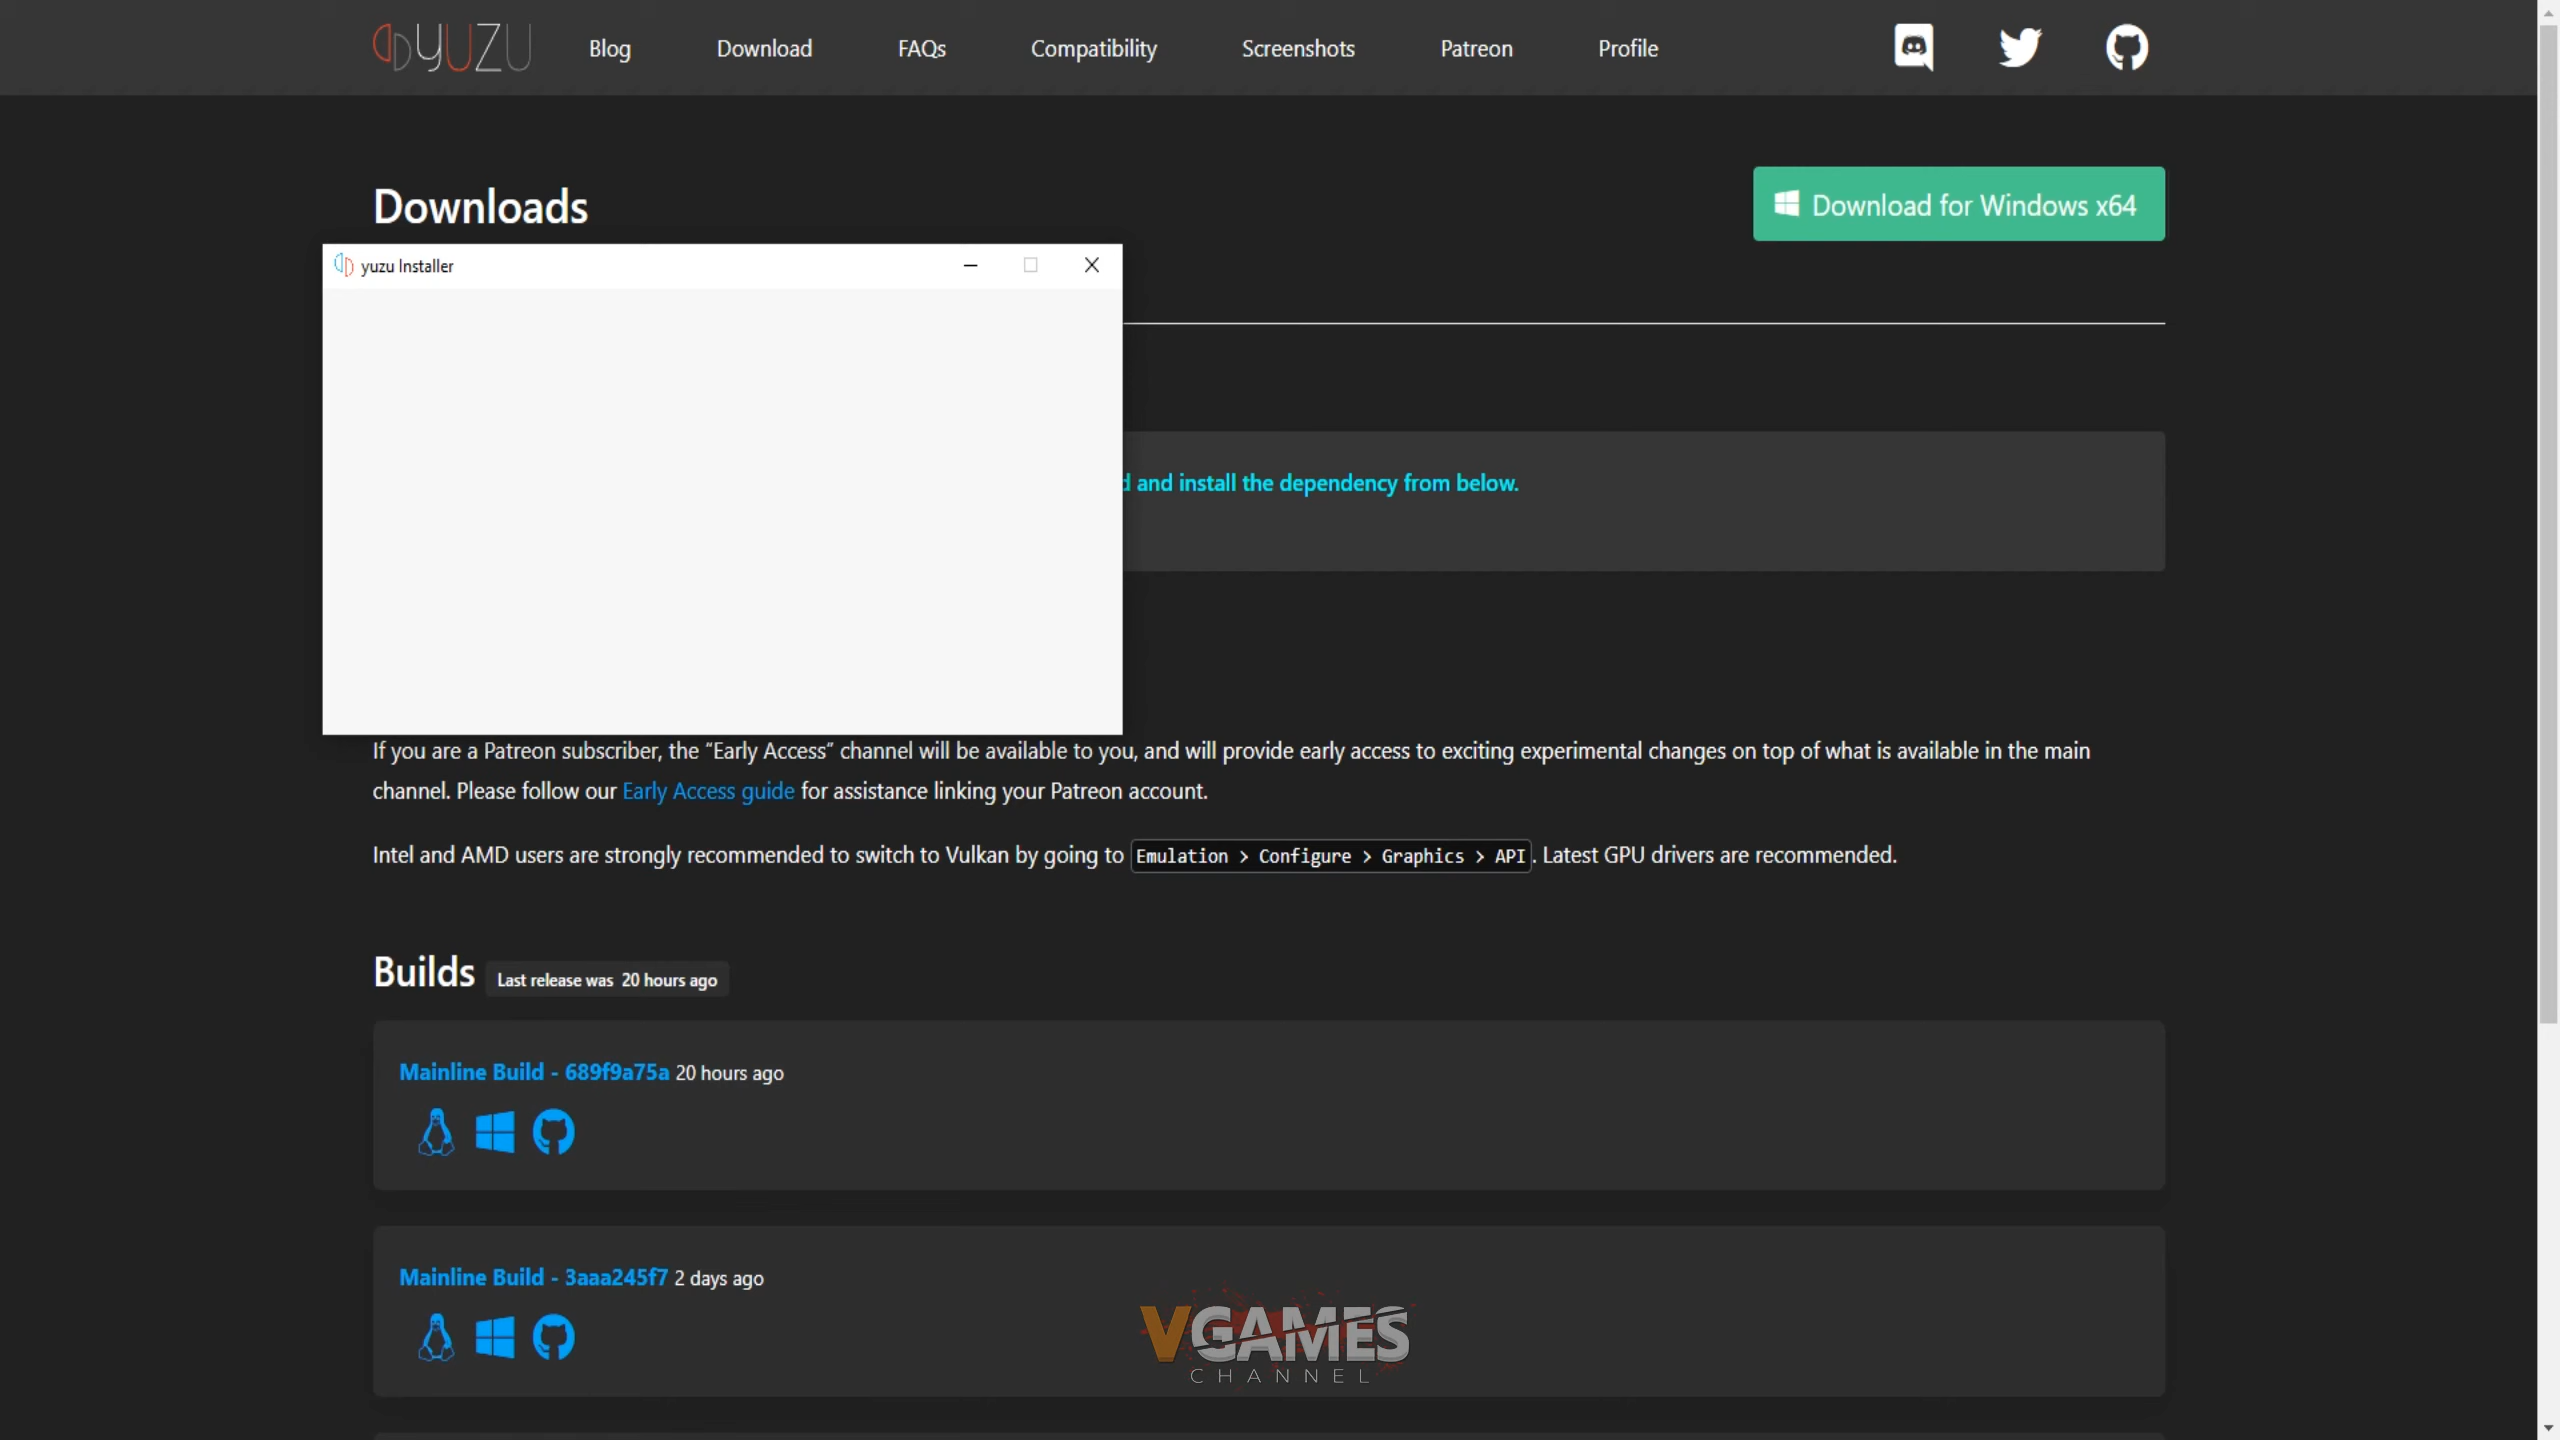 yuzu
Blog
Download
FAQs
Compatibility
Screenshots
Patreon
Profile
Downloads
Download for Windows x64
yuzu Installer
and install the dependency from below.
If you are a Patreon subscriber, the “Early Access” channel will be available to you, and will provide early access to exciting experimental changes on top of what is available in the main
channel. Please follow our Early Access guide for assistance linking your Patreon account.
Intel and AMD users are strongly recommended to switch to Vulkan by going to Emulation > Configure > Graphics > API. Latest GPU drivers are recommended.
Builds Last release was 20 hours ago
Mainline Build - 689f9a75a 20 hours ago
Mainline Build - 3aaa245f7 2 days ago
VGAMES
CHANNEL